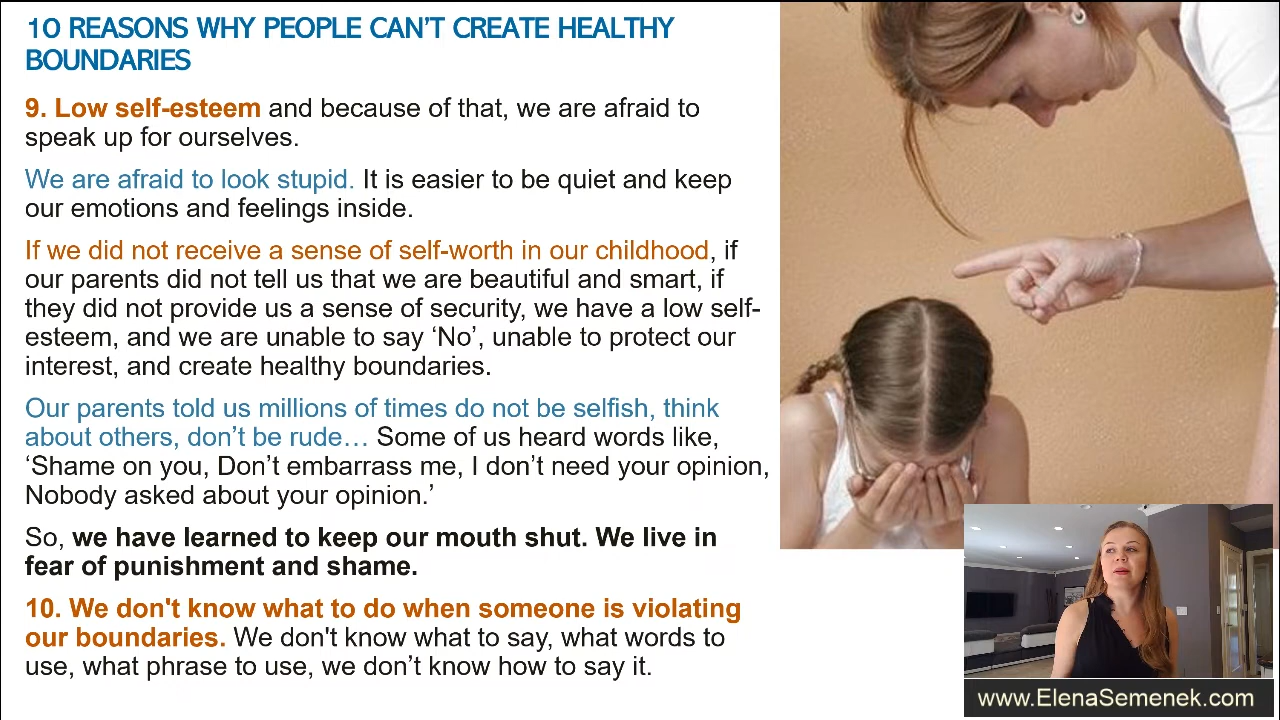 10 REASONS WHY PEOPLE CAN’T CREATE HEALTHY
BOUNDARIES
9. Low self-esteem and because of that, we are afraid to
speak up for ourselves.
We are afraid to look stupid. It is easier to be quiet and keep
our emotions and feelings inside.
If we did not receive a sense of self-worth in our childhood, if
our parents did not tell us that we are beautiful and smart, if
they did not provide us a sense of security, we have a low self-
esteem, and we are unable to say ‘No’, unable to protect our
interest, and create healthy boundaries.
Our parents told us millions of times do not be selfish, think
about others, don’t be rude… Some of us heard words like,
‘Shame on you, Don’t embarrass me, I don’t need your opinion,
Nobody asked about your opinion.’
So, we have learned to keep our mouth shut. We live in
fear of punishment and shame.
10. We don't know what to do when someone is violating
our boundaries. We don't know what to say, what words to
use, what phrase to use, we don’t know how to say it.
www.ElenaSemenek.com